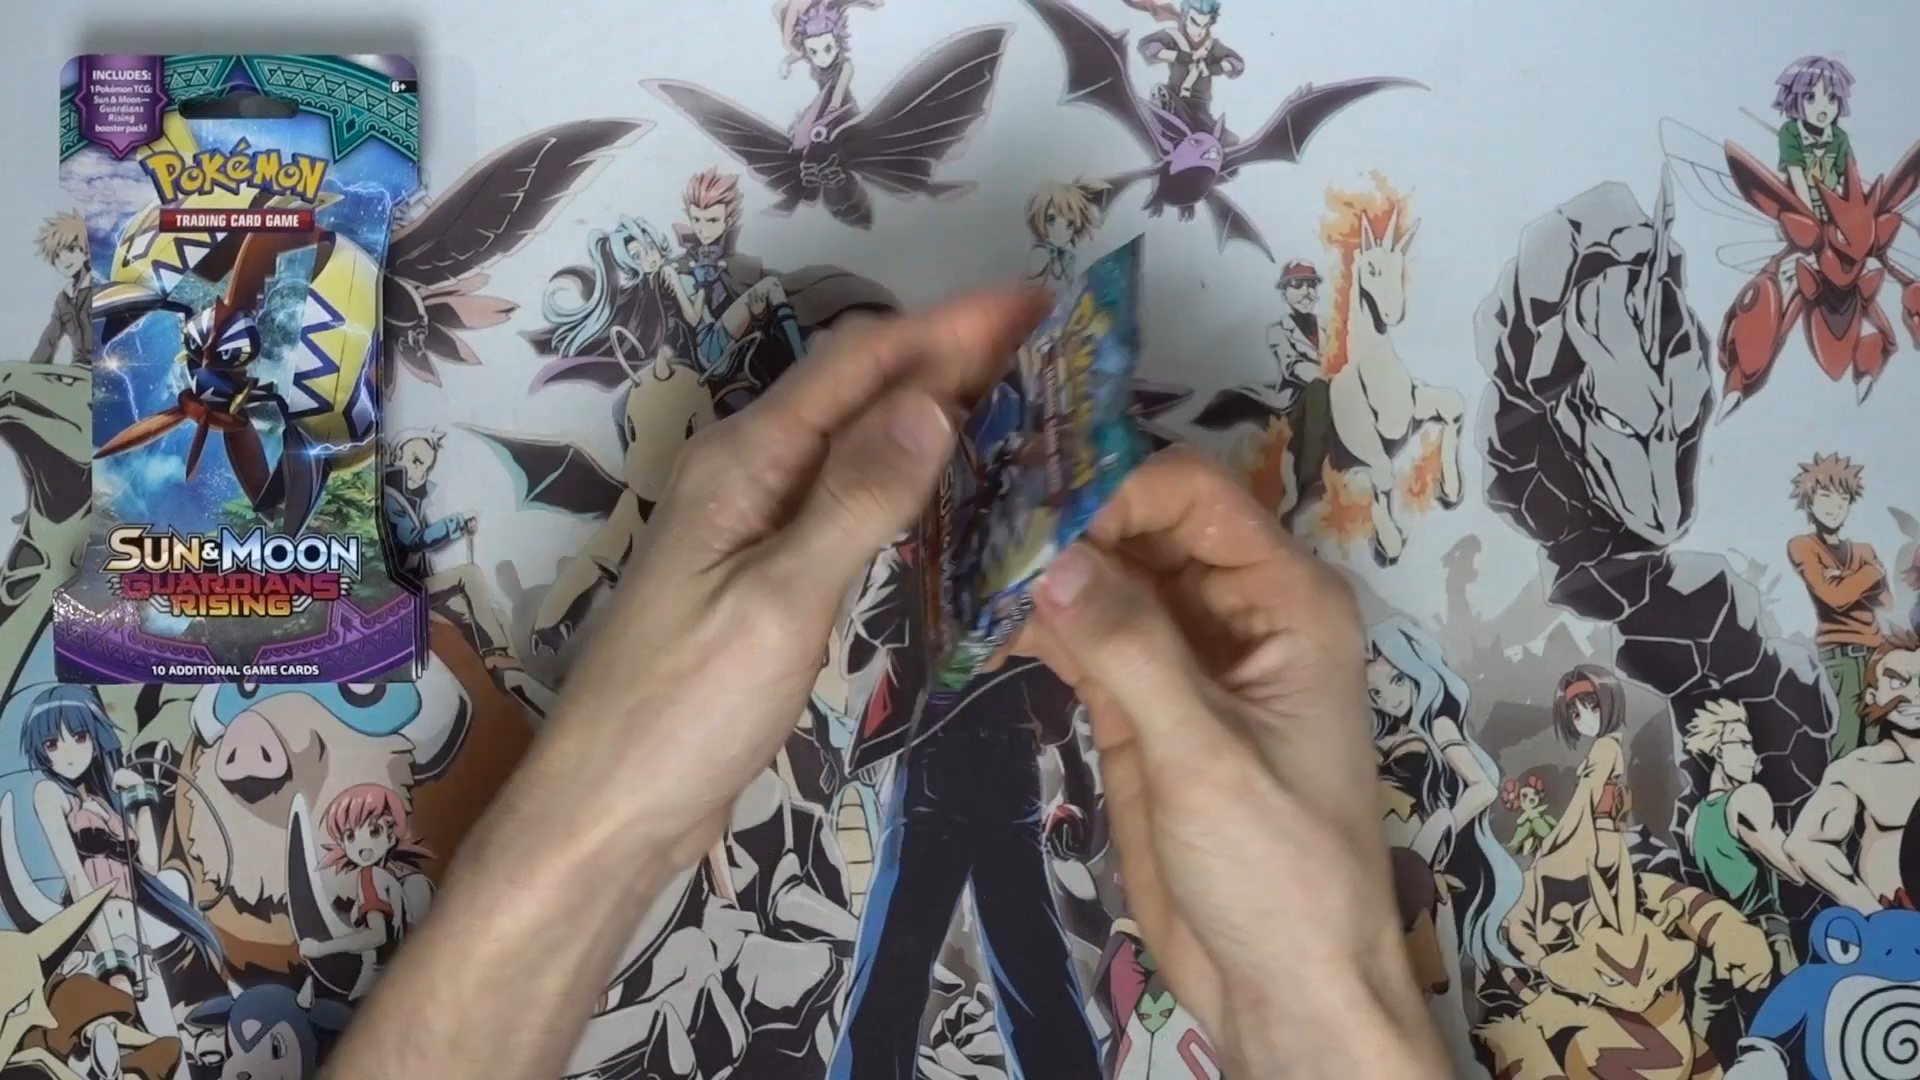 INCLUDES:
1 Pokémon TCG:
Sun & Moon—
Guardians
Rising
booster pack!
6+
POKéMON
TRADING CARD GAME
SUN & MOON
GUARDIANS
RISING
10 ADDITIONAL GAME CARDS